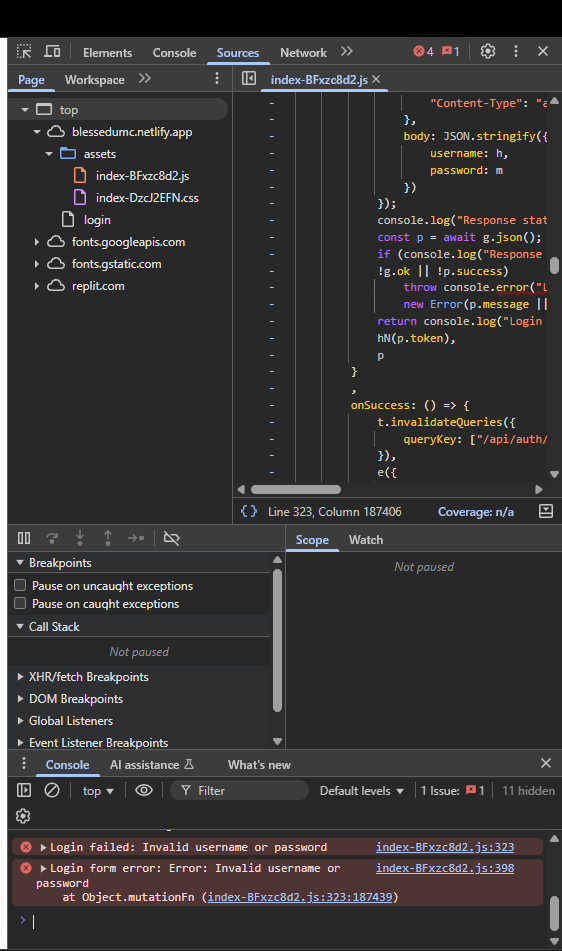 Elements Console Sources Network 4 1
Page Workspace
index-BFxzc8d2.js
top
blessedumc.netlify.app
assets
index-BFxzc8d2.js
index-DzcJ2EFN.css
login
fonts.googleapis.com
fonts.gstatic.com
replit.com
- "Content-Type": "a
- },
- body: JSON.stringify({
- username: h,
- password: m
- })
- });
- console.log("Response stat
- const p = await g.json();
- if (console.log("Response
- !g.ok || !p.success)
- throw console.error("L
- new Error(p.message ||
- return console.log("Login
- hN(p.token),
- p
- }
- ,
- onSuccess: () => {
- t.invalidateQueries({
- queryKey: ["/api/auth/
- }),
- e({
{} Line 323, Column 187406 Coverage: n/a
Breakpoints
Pause on uncaught exceptions
Pause on caught exceptions
Call Stack
Not paused
XHR/fetch Breakpoints
DOM Breakpoints
Global Listeners
Event Listener Breakpoints
Scope Watch
Not paused
Console AI assistance What's new
top Filter Default levels 1 Issue: 1 11 hidden
Login failed: Invalid username or password index-BFxzc8d2.js:323
Login form error: Error: Invalid username or index-BFxzc8d2.js:398
password
at Object.mutationFn (index-BFxzc8d2.js:323:187439)
>